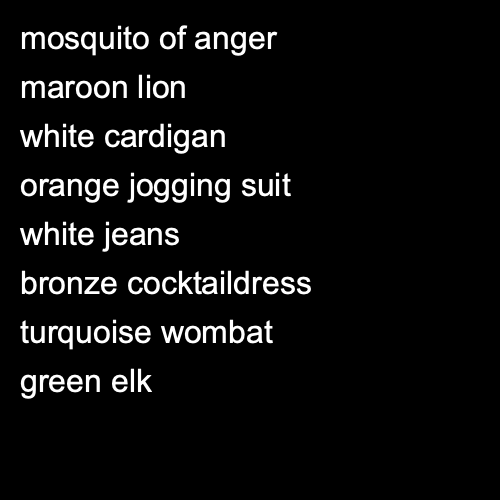 mosquito of anger
maroon lion
white cardigan
orange jogging suit
white jeans
bronze cocktaildress
turquoise wombat
green elk